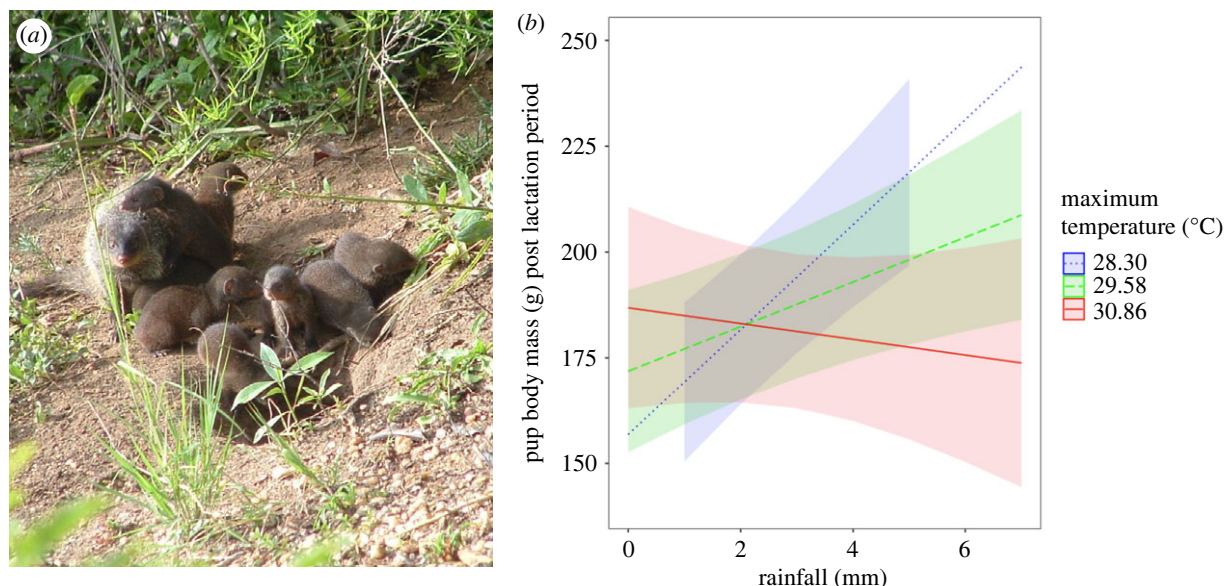 (a)
(b)
250
225
200
175
150
pup body mass (g) post lactation period
0 2 4 6
rainfall (mm)
maximum
temperature (°C)
28.30
29.58
30.86